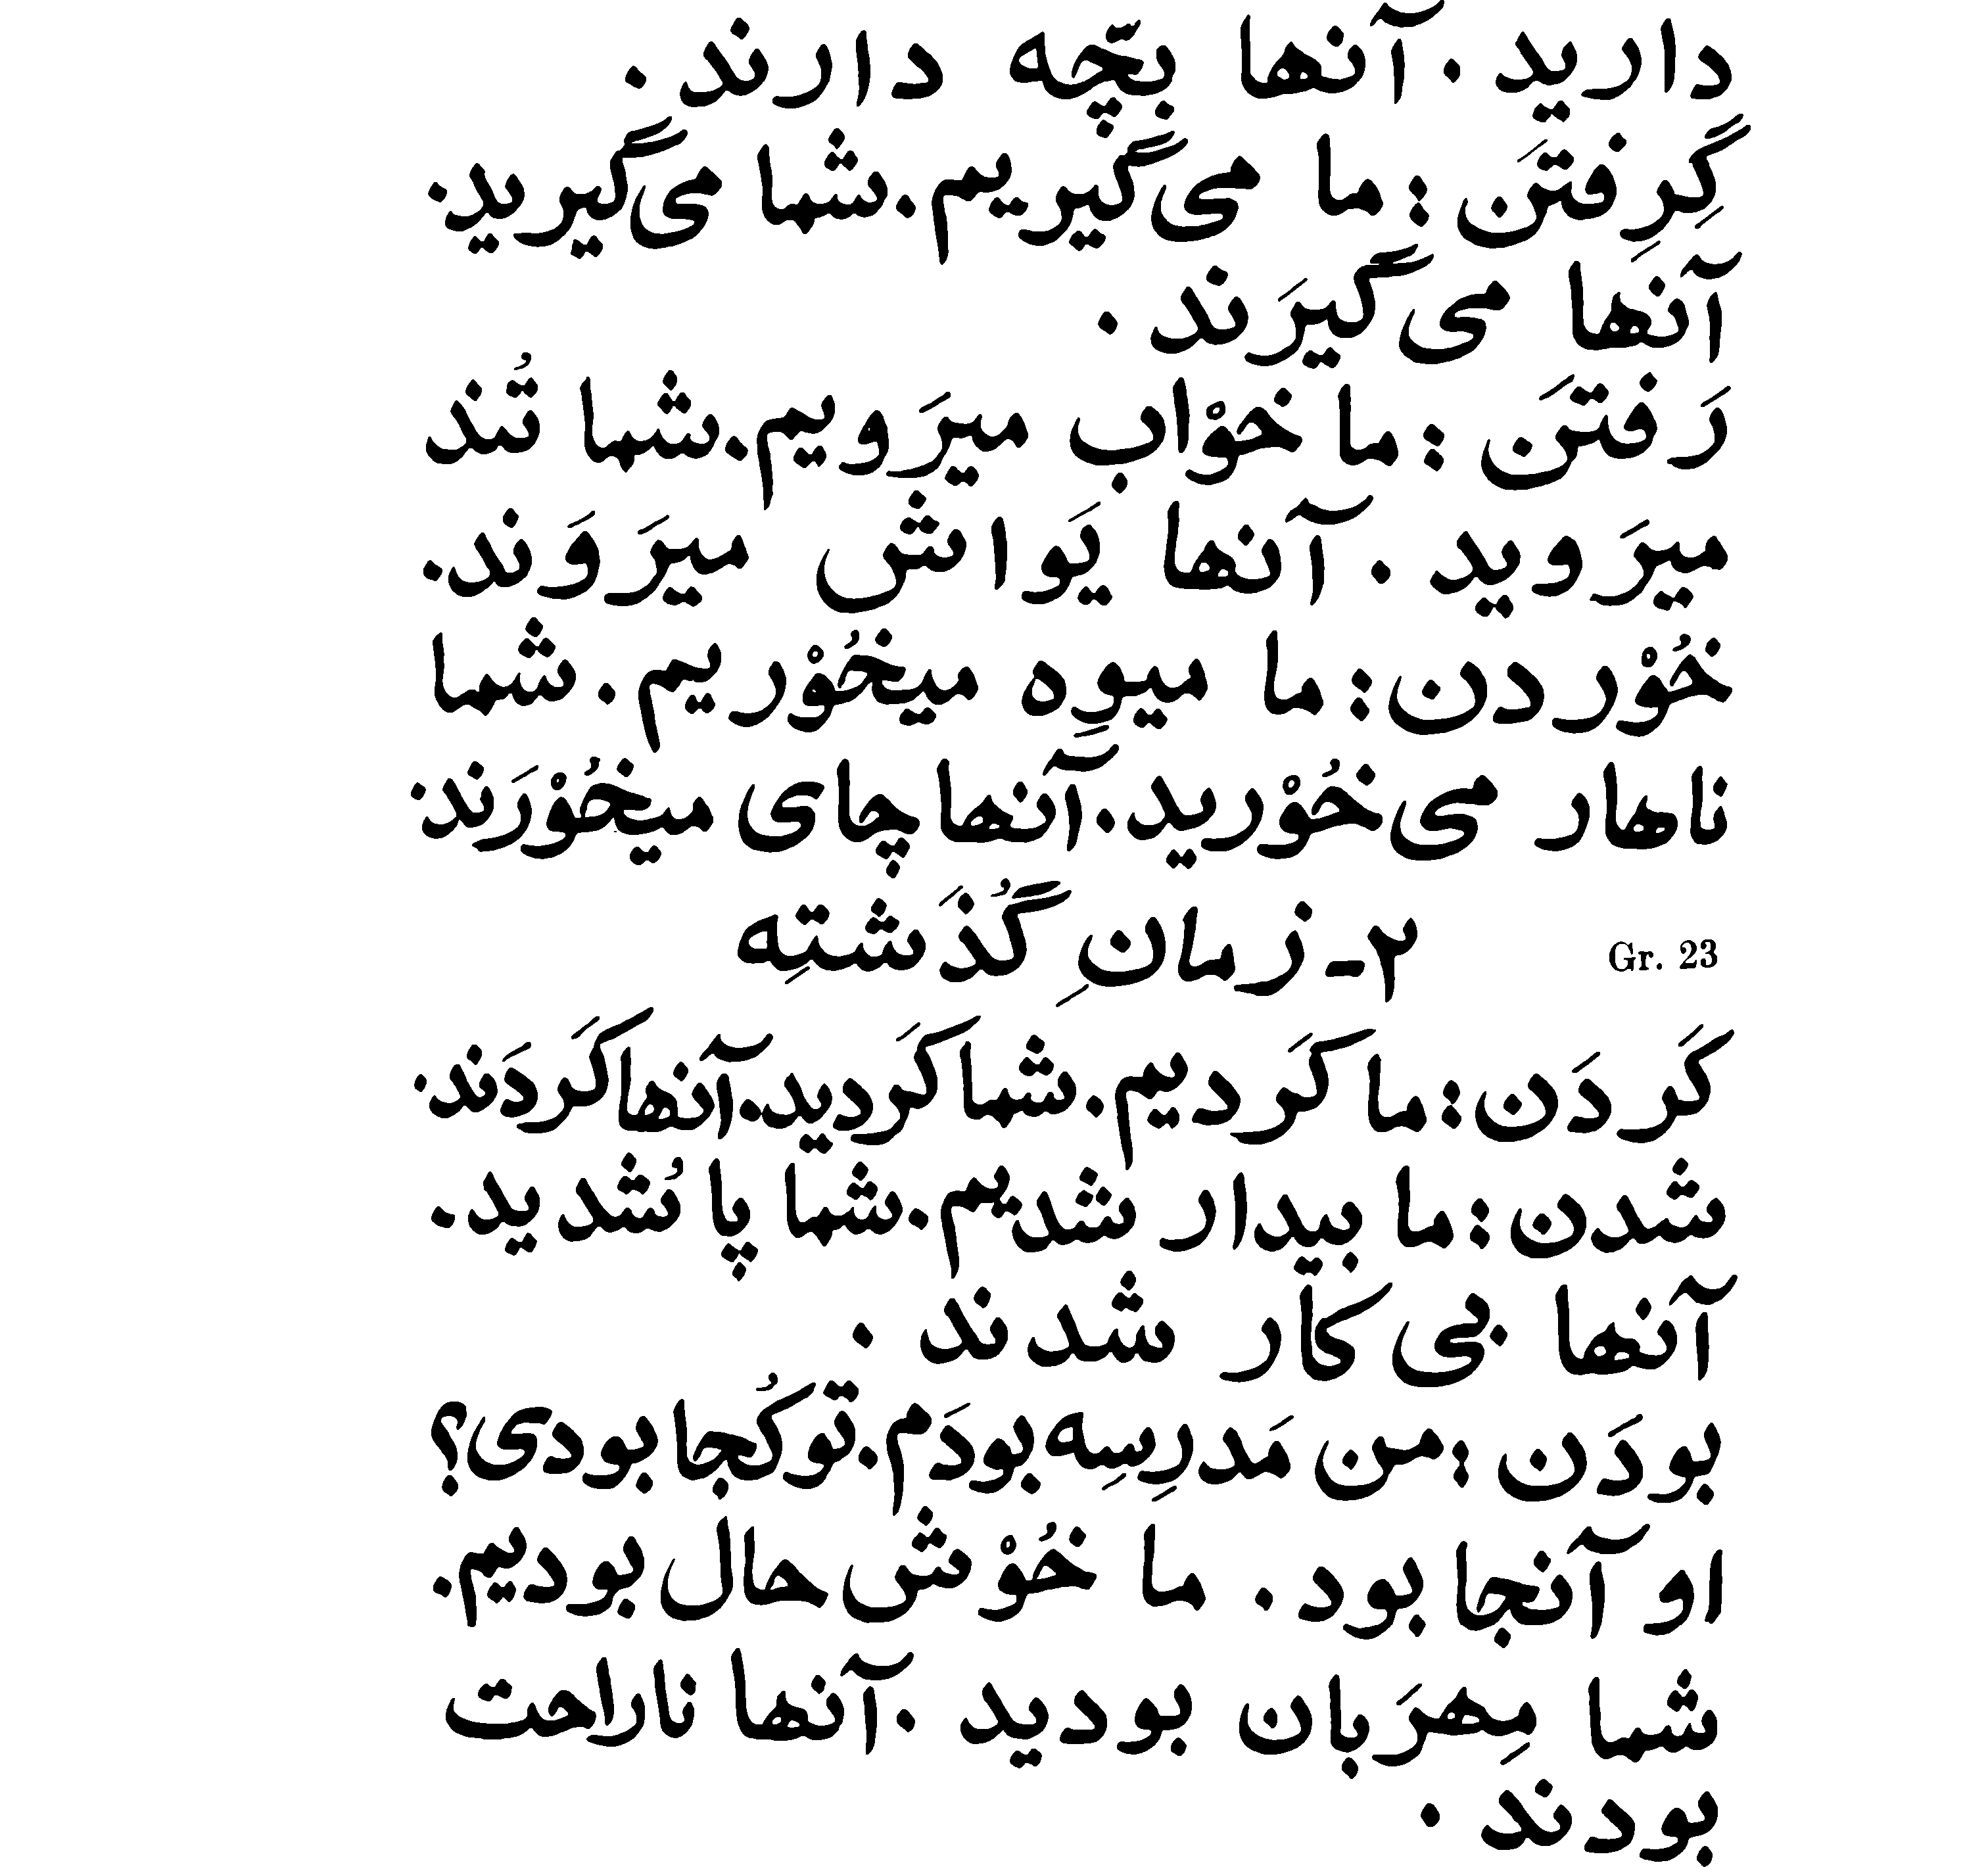 دارید . آنها بچّه دارند .
گِرِفتَن : ما می‌گیریم . شما می‌گیرید .
آنها می‌گیرَند .
رَفتَن : ما خوْاب میرَویم . شما تُند
میرَوید . آنها یَواش میرَوَند .
خُوْردن : ما میوِه میخُوْریم . شما
ناهار می‌خُوْرید . آنها چای میخُوْرَند .
Gr. 23 ۲ - زمانِ گُذَشتِه
کَردَن : ما کَردیم . شما کَردید . آنها کَردَند .
شدن : ما بیدار شدیم . شما پا شُدید .
آنها بی‌کار شدند .
بودَن : من مَدرِسِه بودَم . تو کُجا بودی ؟
او آنجا بود . ما خُوْش حال بودیم .
شما مِهرَبان بودید . آنها ناراحت
بودند .